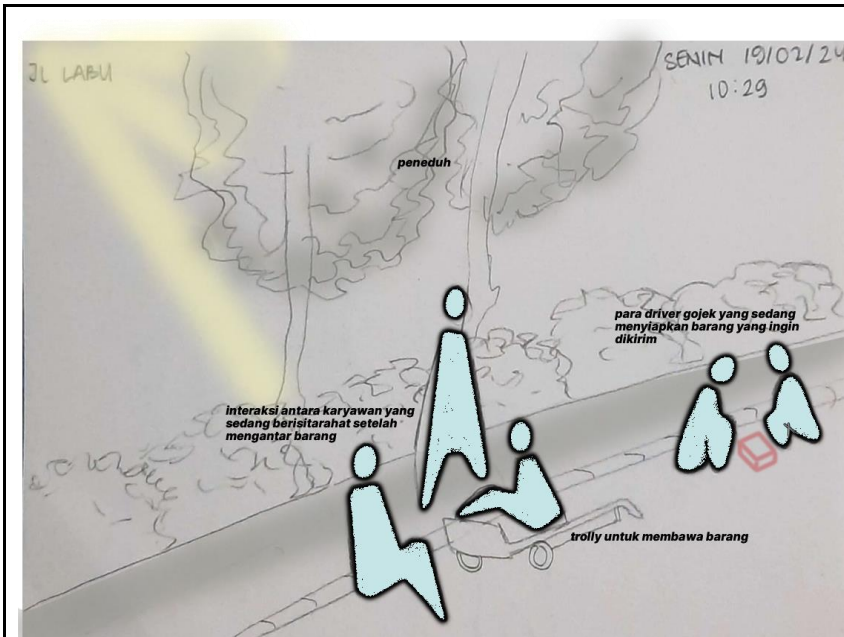 JL LABU
SENIN 19/02/24
10:29
peneduh
para driver gojek yang sedang
menyiapkan barang yang ingin
dikirim
interaksi antara karyawan yang
sedang berisitarahat setelah
mengantar barang
trolly untuk membawa barang